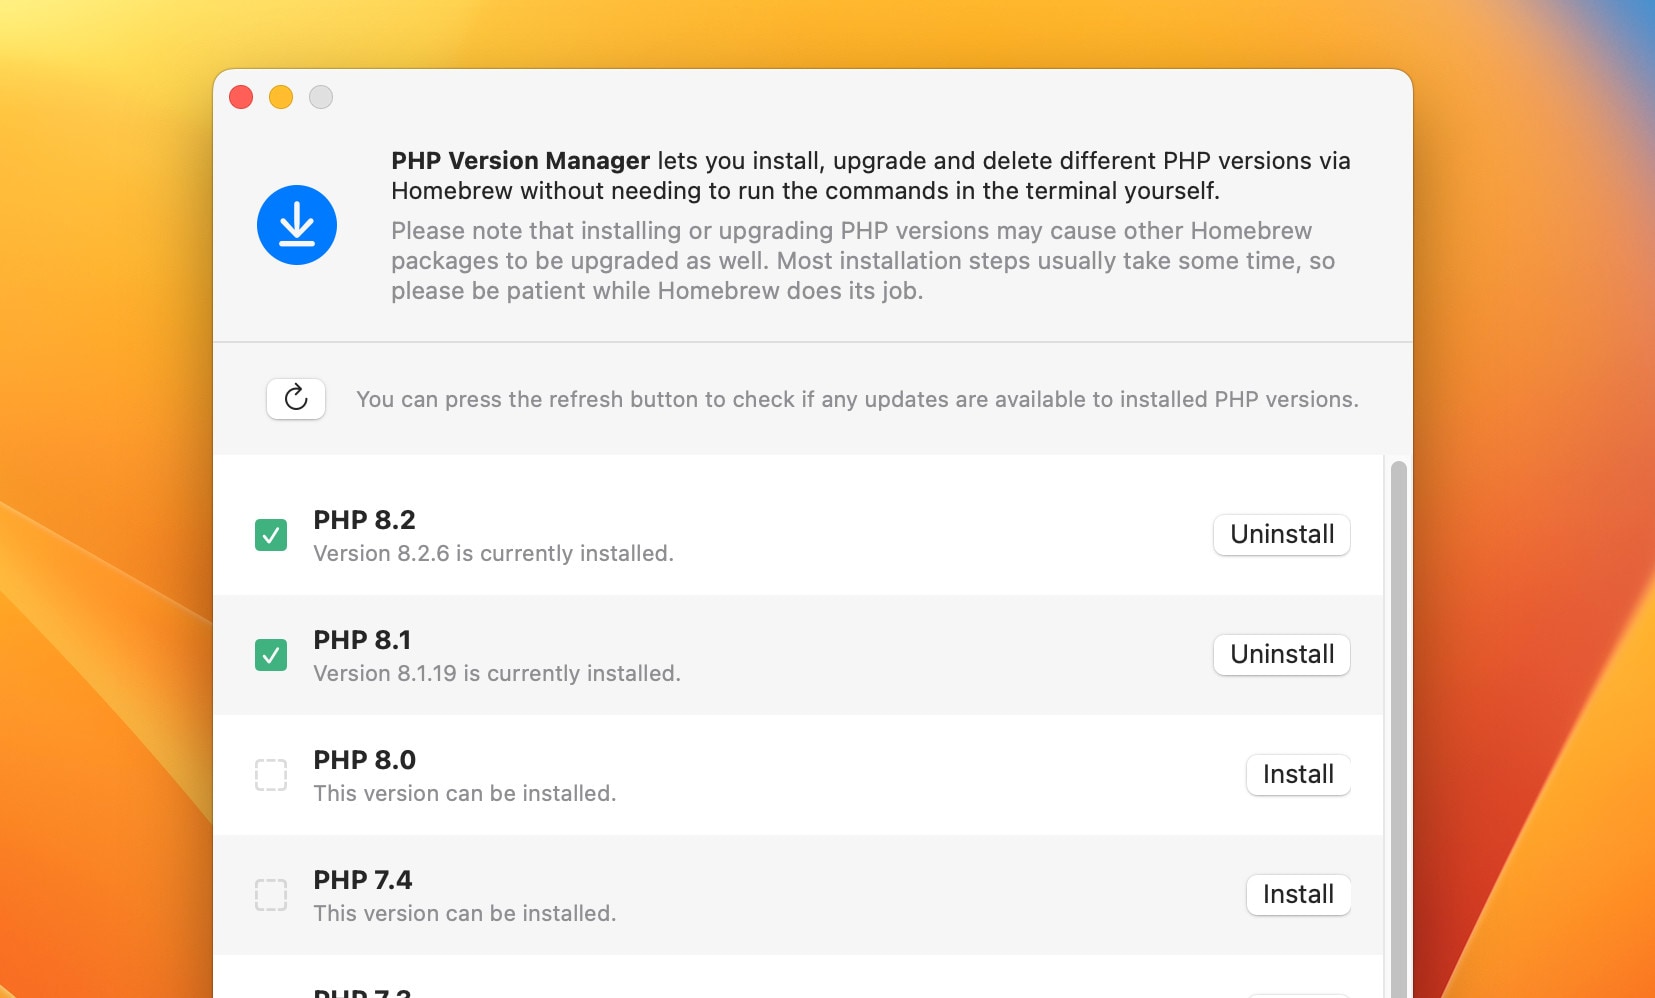 PHP Version Manager lets you install, upgrade and delete different PHP versions via
Homebrew without needing to run the commands in the terminal yourself.
Please note that installing or upgrading PHP versions may cause other Homebrew
packages to be upgraded as well. Most installation steps usually take some time, so
please be patient while Homebrew does its job.
You can press the refresh button to check if any updates are available to installed PHP versions.
PHP 8.2
Version 8.2.6 is currently installed.
Uninstall
PHP 8.1
Version 8.1.19 is currently installed.
Uninstall
PHP 8.0
This version can be installed.
Install
PHP 7.4
This version can be installed.
Install
PHP 7.3